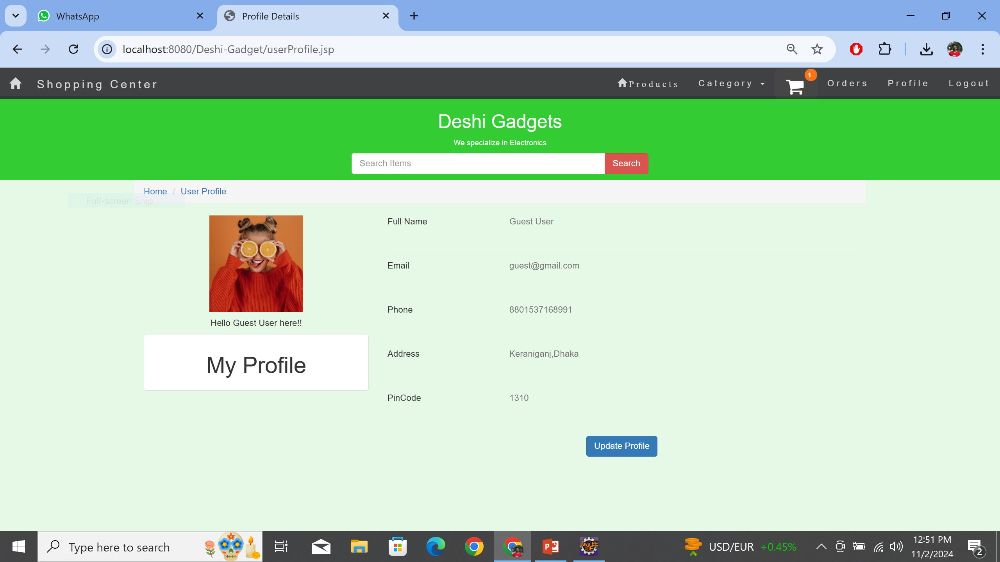 WhatsApp
Profile Details
localhost:8080/Deshi-Gadget/userProfile.jsp
Shopping Center
Products
Category
1
Orders
Profile
Logout
Deshi Gadgets
We specialize in Electronics
Search Items
Search
Home / User Profile
Full-screen Snip
Full Name
Guest User
Email
guest@gmail.com
Phone
8801537168991
Address
Keraniganj,Dhaka
PinCode
1310
Hello Guest User here!!
My Profile
Update Profile
Type here to search
P
Java EE
IDE
USD/EUR +0.45%
12:51 PM
11/2/2024
2